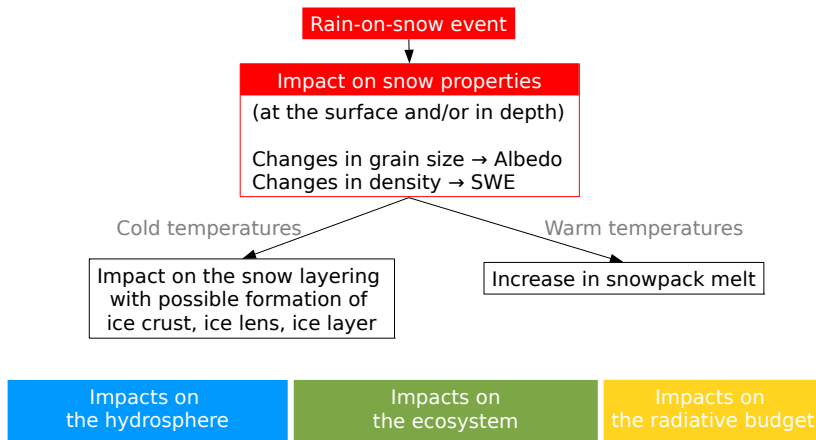 Rain-on-snow event
Impact on snow properties
(at the surface and/or in depth)
Changes in grain size → Albedo
Changes in density → SWE
Cold temperatures
Warm temperatures
Impact on the snow layering
with possible formation of
ice crust, ice lens, ice layer
Increase in snowpack melt
Impacts on
the hydrosphere
Impacts on
the ecosystem
Impacts on
the radiative budget